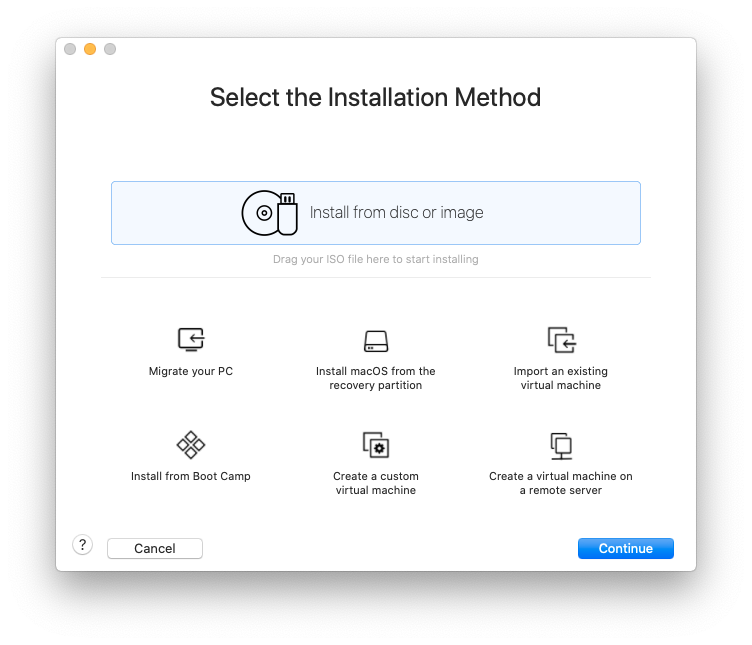 Select the Installation Method
Install from disc or image
Drag your ISO file here to start installing
Migrate your PC
Install macOS from the
recovery partition
Import an existing
virtual machine
Install from Boot Camp
Create a custom
virtual machine
Create a virtual machine on
a remote server
?
Cancel
Continue